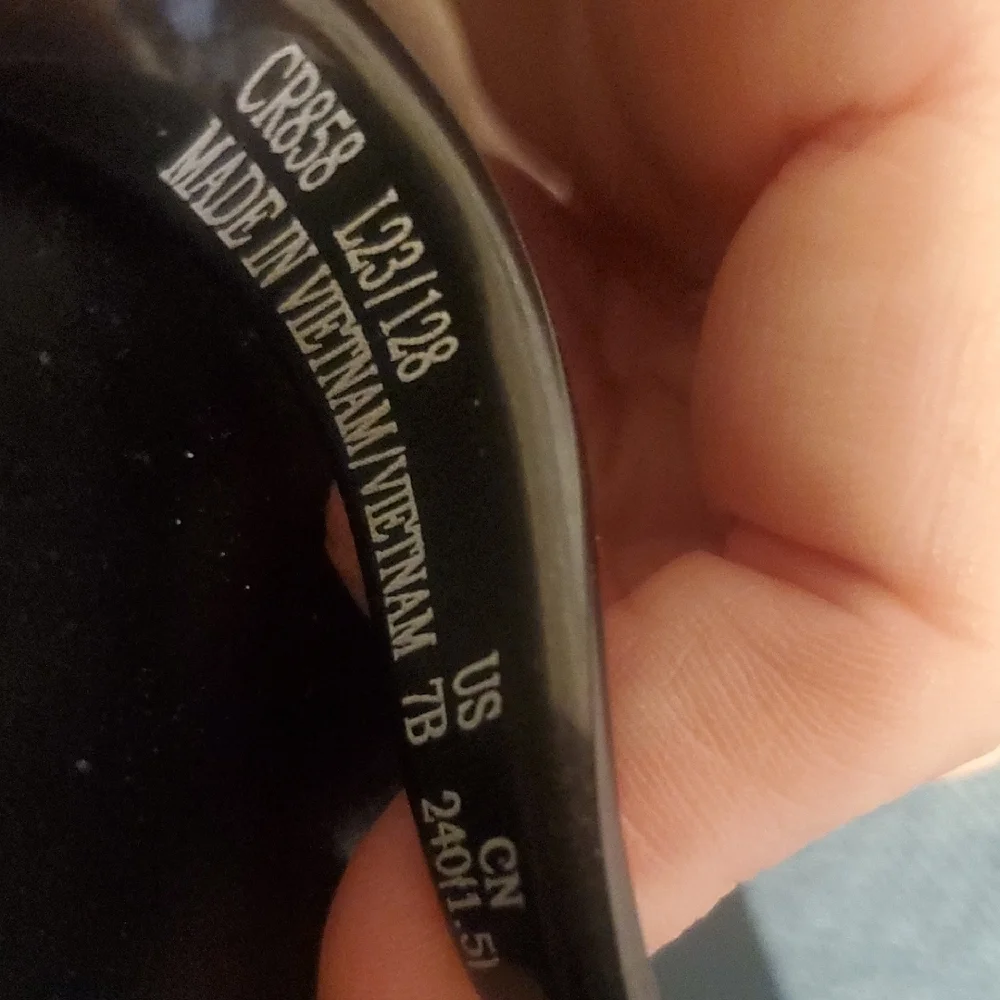 CR858 L23/128 US CN
MADE IN VIETNAM/VIETNAM 7B 240(1.5)